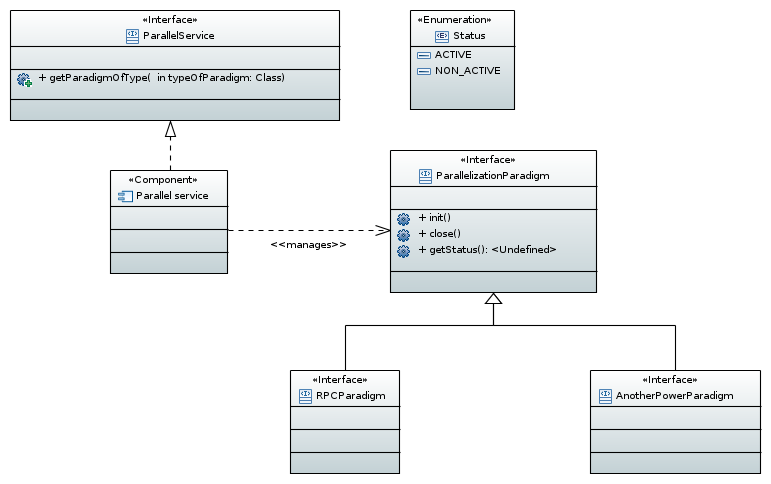 «Interface»
ParallelService
+ getParadigmOfType( in typeOfParadigm: Class)
«Enumeration»
Status
ACTIVE
NON_ACTIVE
«Component»
Parallel service
<<manages>>
«Interface»
ParallelizationParadigm
+ init()
+ close()
+ getStatus(): <Undefined>
«Interface»
RPCParadigm
«Interface»
AnotherPowerParadigm